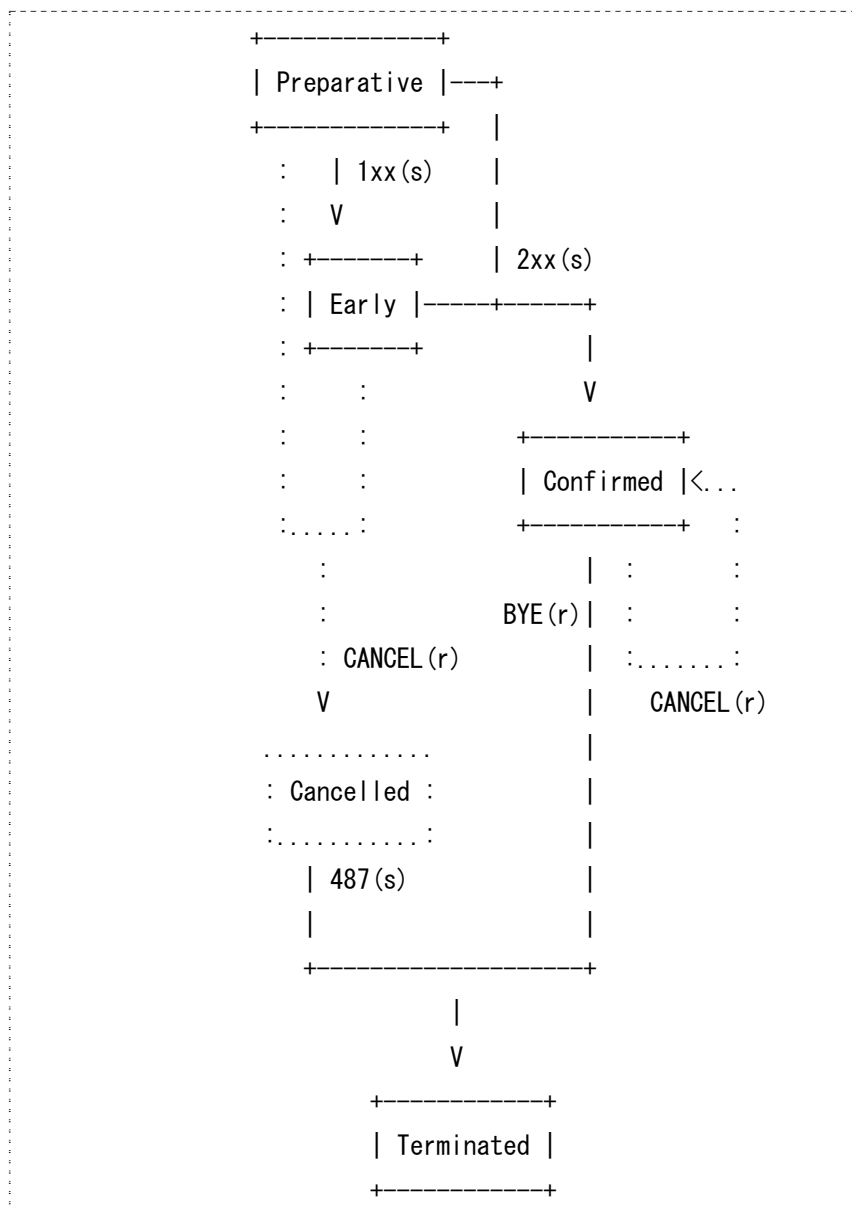 +-------------+
| Preparative |---+
+-------------+   |
:   | 1xx(s)    |
:   V           |
: +-------+     | 2xx(s)
: | Early |-----+------+
: +-------+            |
:     :                V
:     :           +-----------+
:     :           | Confirmed |<...
:.....:           +-----------+   :
:                   |  :       :
:             BYE(r)|  :       :
: CANCEL(r)         |  :.......:
V                   |    CANCEL(r)
.............           |
: Cancelled :           |
:...........:           |
| 487(s)             |
|                    |
+--------------------+
|
V
+------------+
| Terminated |
+------------+